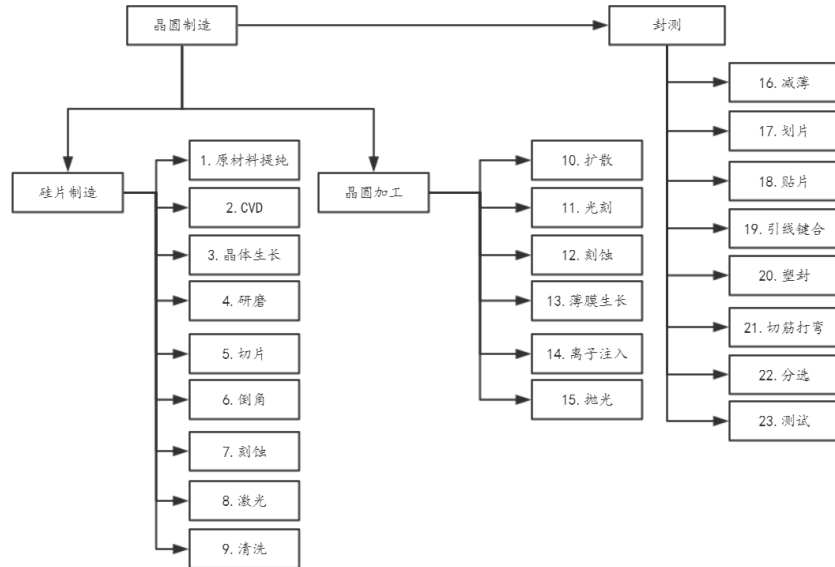 晶圆制造
封测
硅片制造
1.原材料提纯
2.CVD
3.晶体生长
4.研磨
5.切片
6.倒角
7.刻蚀
8.激光
9.清洗
晶圆加工
10.扩散
11.光刻
12.刻蚀
13.薄膜生长
14.离子注入
15.抛光
16.减薄
17.划片
18.贴片
19.引线键合
20.塑封
21.切筋打弯
22.分选
23.测试